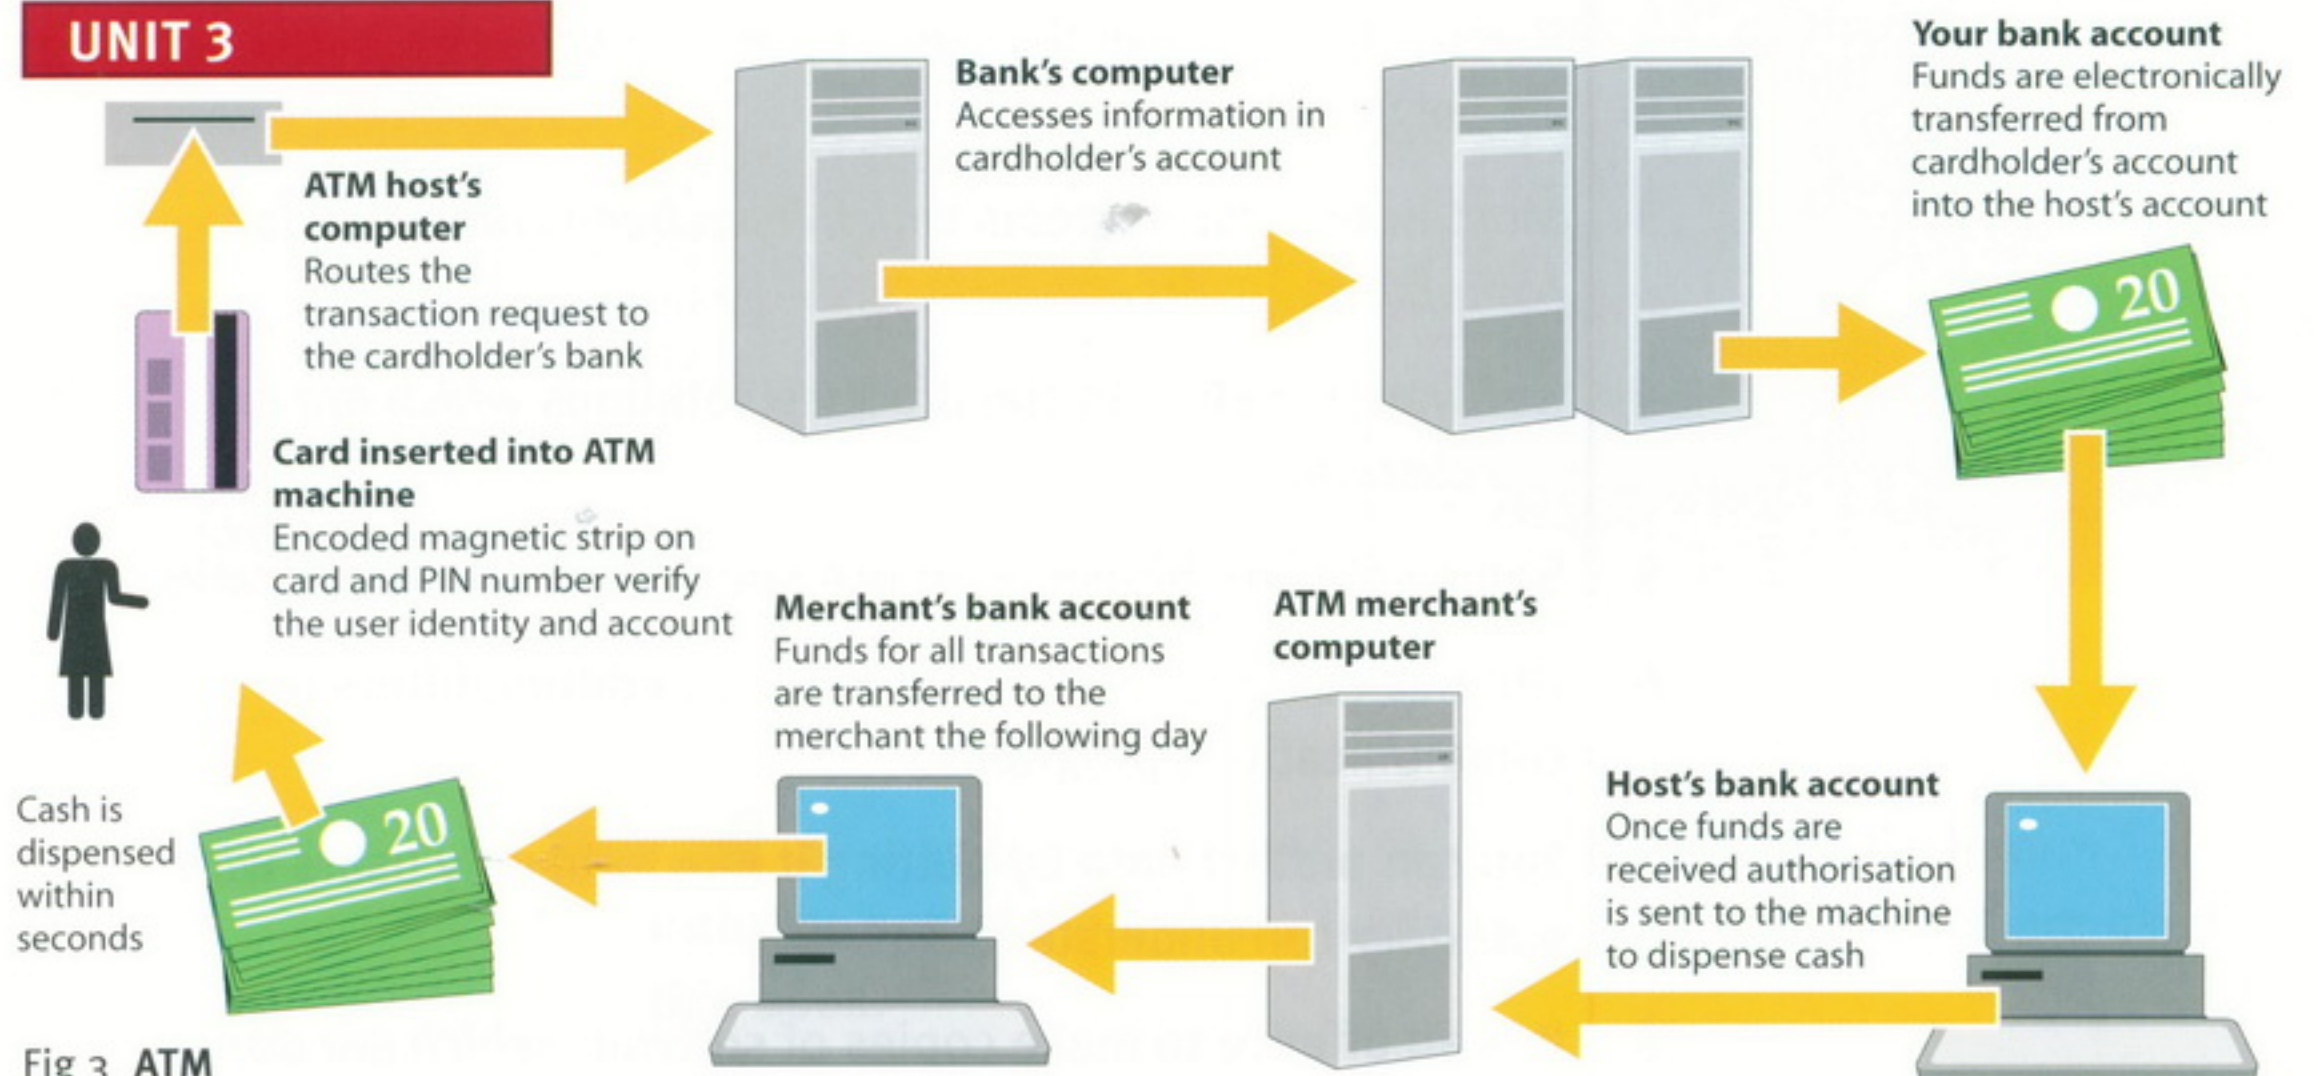 UNIT 3
ATM host's
computer
Routes the
transaction request to
the cardholder's bank
Bank's computer
Accesses information in
cardholder's account
Your bank account
Funds are electronically
transferred from
cardholder's account
into the host's account
20
Card inserted into ATM
machine
Encoded magnetic strip on
card and PIN number verify
the user identity and account
Merchant's bank account
Funds for all transactions
are transferred to the
merchant the following day
ATM merchant's
computer
Host's bank account
Once funds are
received authorisation
is sent to the machine
to dispense cash
Cash is
dispensed
within
seconds
20
Fig 3 ATM